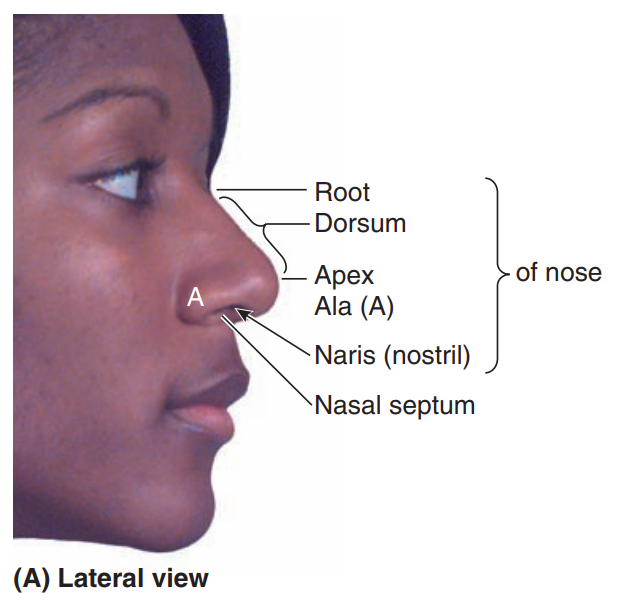 Root
Dorsum
Apex
Ala (A)
of nose
A
Naris (nostril)
Nasal septum
(A) Lateral view